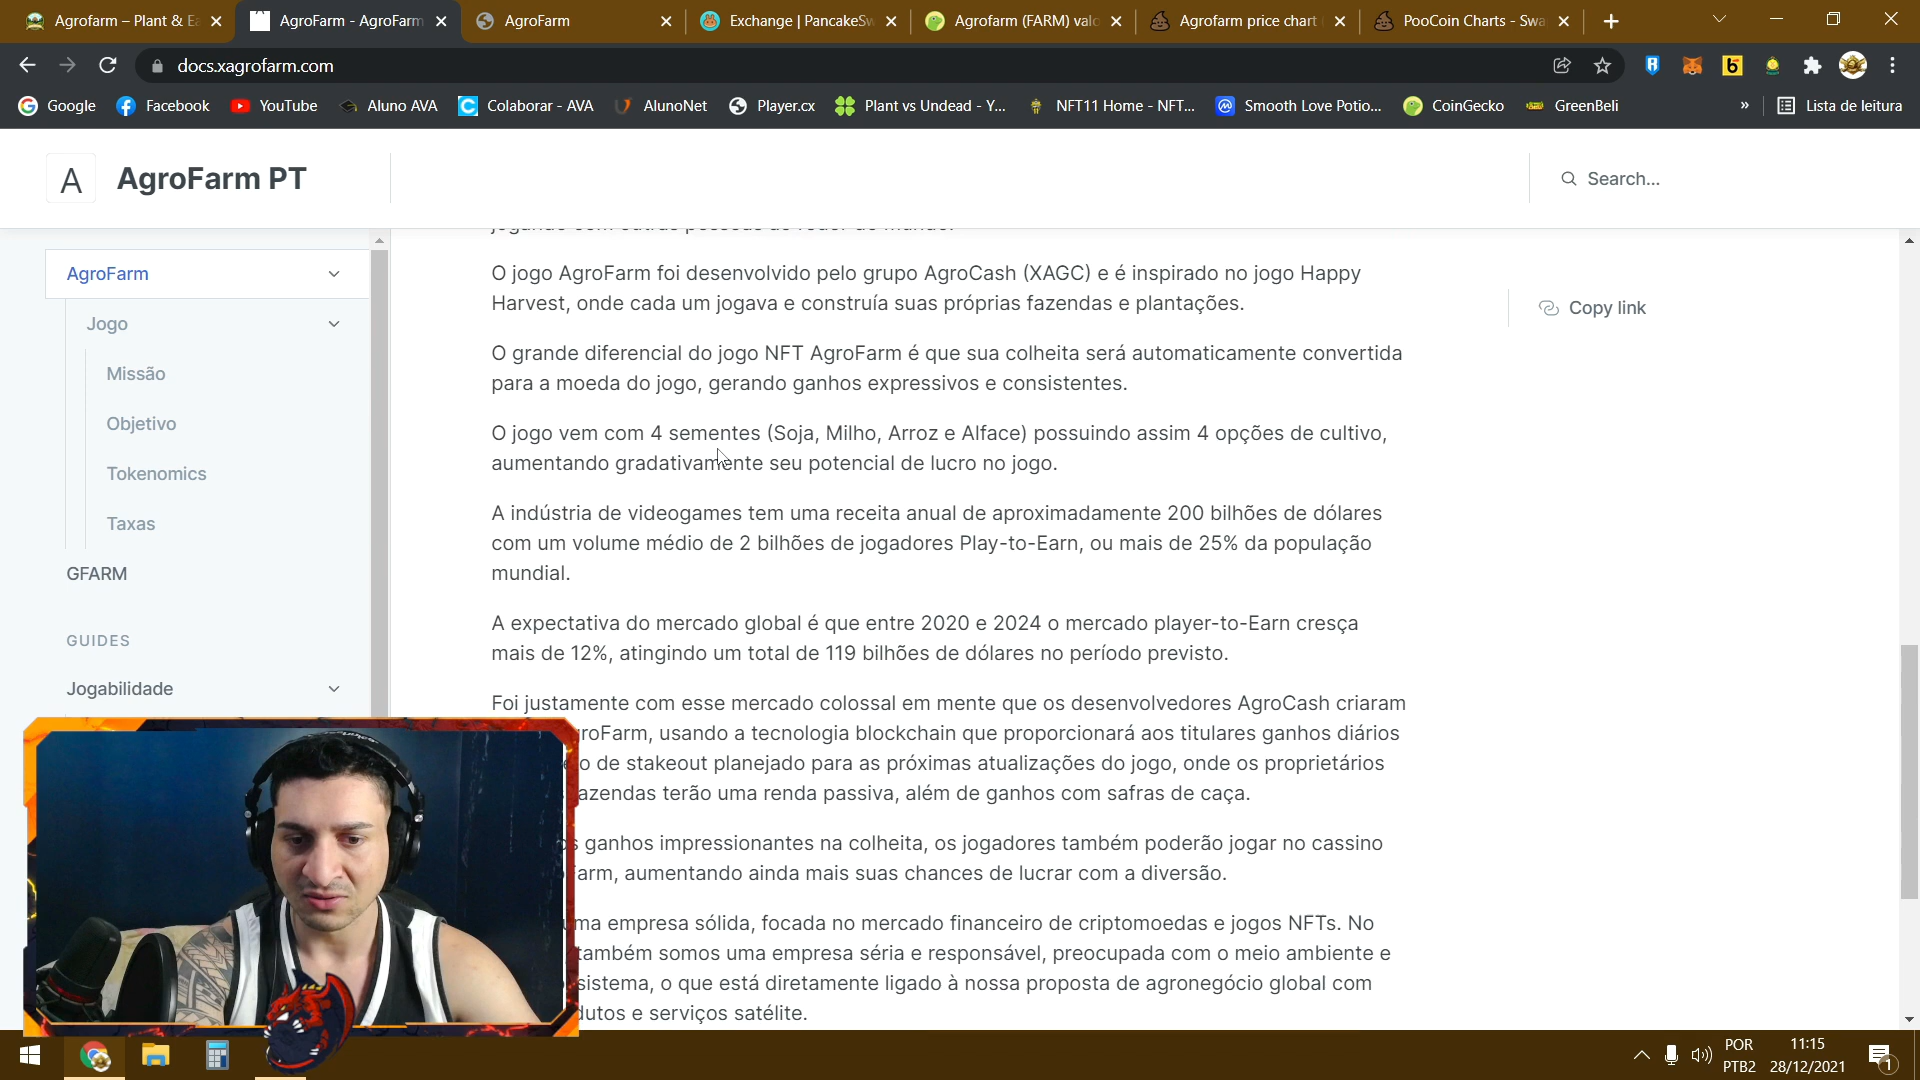 Agrofarm – Plant & Ea
AgroFarm - AgroFarm
AgroFarm
Exchange | PancakeSw
Agrofarm (FARM) valo
Agrofarm price chart
PooCoin Charts - Swa
docs.xagrofarm.com
Google
Facebook
YouTube
Aluno AVA
Colaborar - AVA
AlunoNet
Player.cx
Plant vs Undead - Y...
NFT11 Home - NFT...
Smooth Love Potio...
CoinGecko
GreenBeli
»
Lista de leitura
A
AgroFarm PT
Search...
AgroFarm
Jogo
Missão
Objetivo
Tokenomics
Taxas
GFARM
GUIDES
Jogabilidade
O jogo AgroFarm foi desenvolvido pelo grupo AgroCash (XAGC) e é inspirado no jogo Happy
Harvest, onde cada um jogava e construía suas próprias fazendas e plantações.
O grande diferencial do jogo NFT AgroFarm é que sua colheita será automaticamente convertida
para a moeda do jogo, gerando ganhos expressivos e consistentes.
O jogo vem com 4 sementes (Soja, Milho, Arroz e Alface) possuindo assim 4 opções de cultivo,
aumentando gradativamente seu potencial de lucro no jogo.
A indústria de videogames tem uma receita anual de aproximadamente 200 bilhões de dólares
com um volume médio de 2 bilhões de jogadores Play-to-Earn, ou mais de 25% da população
mundial.
A expectativa do mercado global é que entre 2020 e 2024 o mercado player-to-Earn cresça
mais de 12%, atingindo um total de 119 bilhões de dólares no período previsto.
Foi justamente com esse mercado colossal em mente que os desenvolvedores AgroCash criaram
roFarm, usando a tecnologia blockchain que proporcionará aos titulares ganhos diários
o de stakeout planejado para as próximas atualizações do jogo, onde os proprietários
azendas terão uma renda passiva, além de ganhos com safras de caça.
s ganhos impressionantes na colheita, os jogadores também poderão jogar no cassino
arm, aumentando ainda mais suas chances de lucrar com a diversão.
ma empresa sólida, focada no mercado financeiro de criptomoedas e jogos NFTs. No
também somos uma empresa séria e responsável, preocupada com o meio ambiente e
sistema, o que está diretamente ligado à nossa proposta de agronegócio global com
dutos e serviços satélite.
Copy link
POR
PTB2
11:15
28/12/2021
1